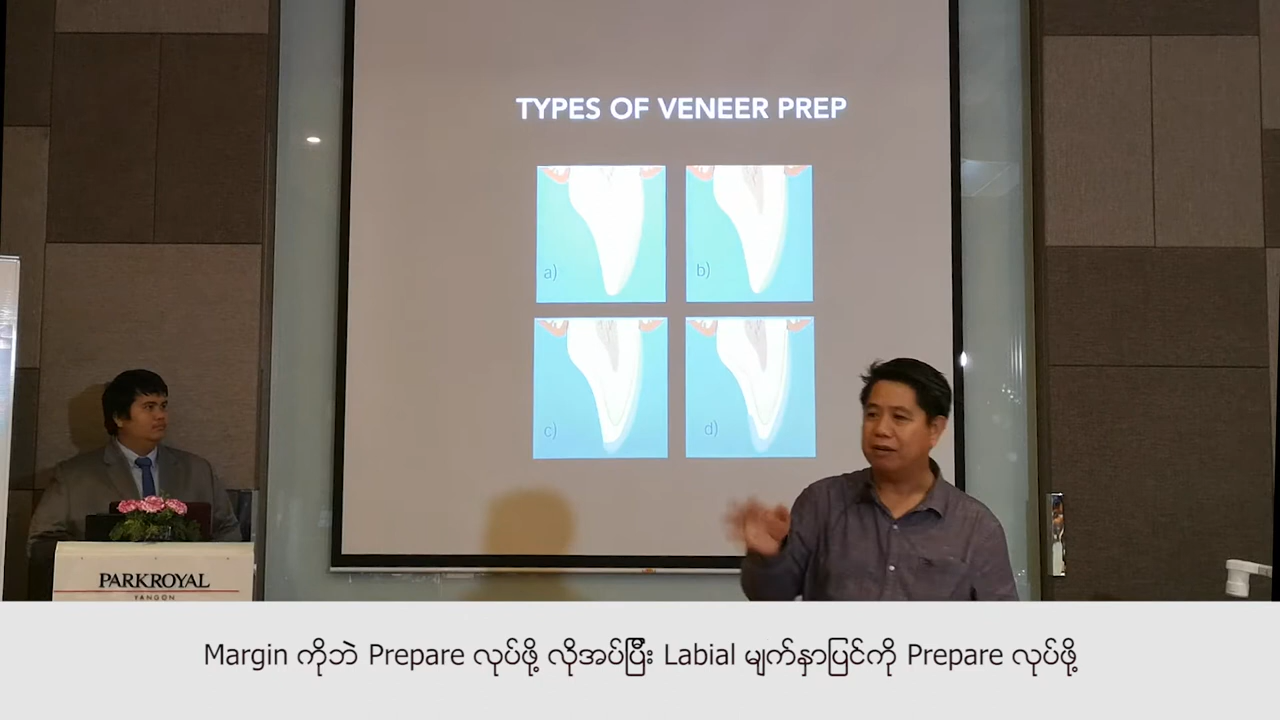 TYPES OF VENEER PREP
a)
b)
c)
d)
PARKROYAL
YANGON
Margin ကိုဘဲ Prepare လုပ်ဖို့ လိုအပ်ပြီး Labial မျက်နှာပြင်ကို Prepare လုပ်ဖို့